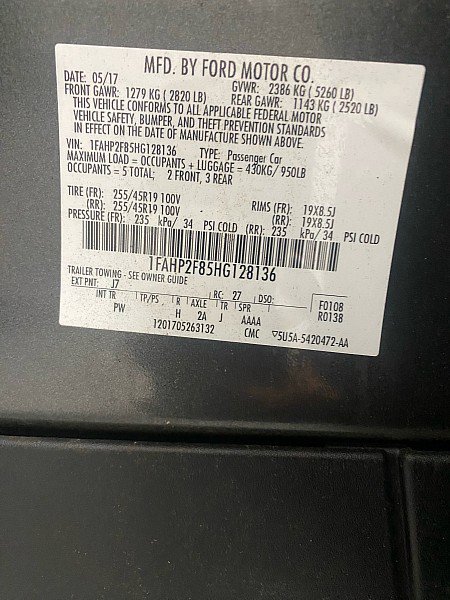 MFD. BY FORD MOTOR CO.
DATE: 05/17 GVWR: 2386 KG ( 5260 LB)
FRONT GAWR: 1279 KG ( 2820 LB) REAR GAWR: 1143 KG ( 2520 LB)
THIS VEHICLE CONFORMS TO ALL APPLICABLE FEDERAL MOTOR
VEHICLE SAFETY, BUMPER, AND THEFT PREVENTION STANDARDS
IN EFFECT ON THE DATE OF MANUFACTURE SHOWN ABOVE.
VIN: 1FAHP2F85HG128136 TYPE: Passenger Car
MAXIMUM LOAD = OCCUPANTS + LUGGAGE = 430KG/ 950LB
OCCUPANTS = 5 TOTAL; 2 FRONT, 3 REAR
TIRE (FR): 255/45R19 100V RIMS (FR): 19X8.5J
(RR): 255/45R19 100V (RR): 19X8.5J
PRESSURE (FR): 235 kPa/ 34 PSI COLD (RR): 235 kPa/ 34 PSI COLD
1FAHP2F85HG128136
TRAILER TOWING - SEE OWNER GUIDE
EXT PNT: J7 RC: 27 DSO: F0108
INT TR TP/PS R AXLE TR SPR R0138
PW H 2A J AAAA
1201705263132 CMC ▽5U5A-5420472-AA